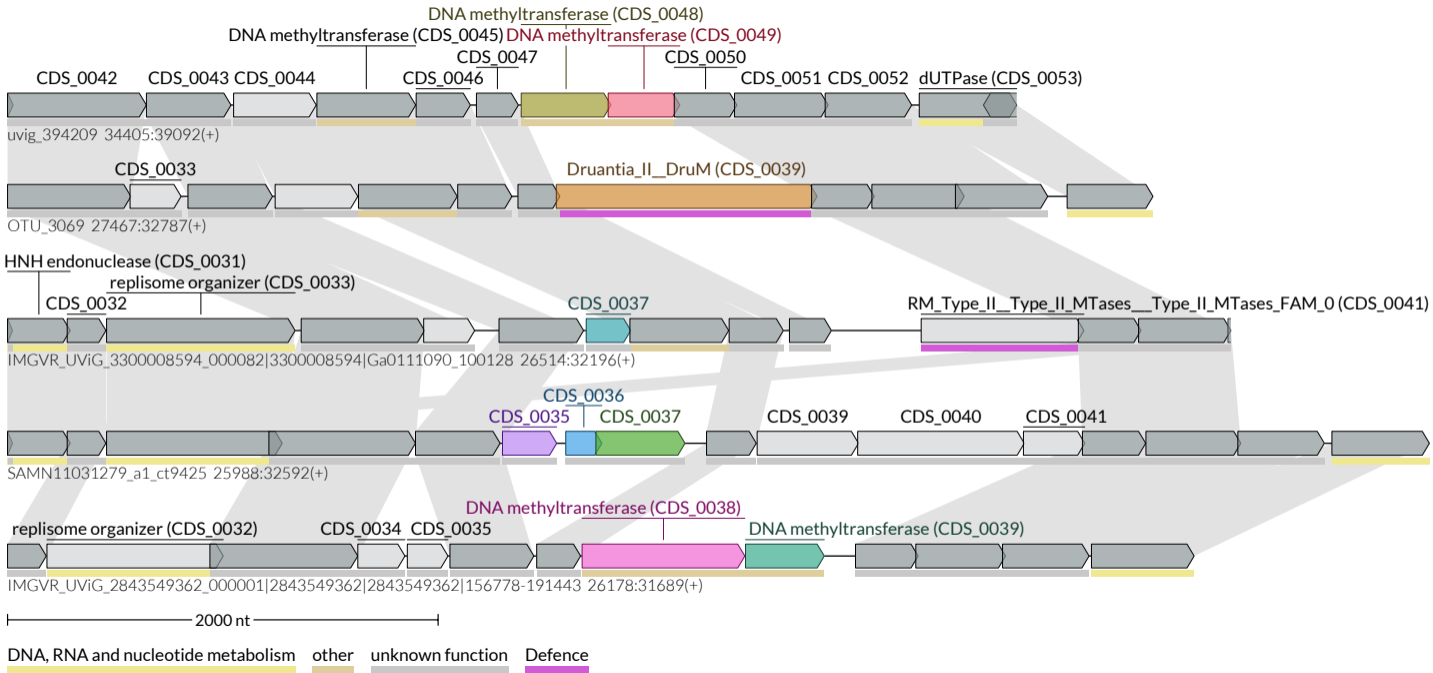 DNA methyltransferase (CDS_0048)
DNA methyltransferase (CDS_0045) DNA methyltransferase (CDS_0049)
CDS_0047 CDS_0050
CDS_0042 CDS_0043 CDS_0044 CDS_0046 CDS_0051 CDS_0052 dUTPase (CDS_0053)
uvig_394209 34405:39092(+)
CDS_0033 Druantia_II__DruM (CDS_0039)
OTU_3069 27467:32787(+)
HNH endonuclease (CDS_0031)
replisome organizer (CDS_0033)
CDS_0032 CDS_0037 RM_Type_II__Type_II_MTases__Type_II_MTases_FAM_0 (CDS_0041)
IMGVR_UViG_3300008594_000082|3300008594|Ga0111090_100128 26514:32196(+)
CDS_0036
CDS_0035 CDS_0037 CDS_0039 CDS_0040 CDS_0041
SAMN11031279_a1_ct9425 25988:32592(+)
DNA methyltransferase (CDS_0038)
replisome organizer (CDS_0032) CDS_0034 CDS_0035 DNA methyltransferase (CDS_0039)
IMGVR_UViG_2843549362_000001|2843549362|2843549362|156778-191443 26178:31689(+)
2000 nt
DNA, RNA and nucleotide metabolism other unknown function Defence